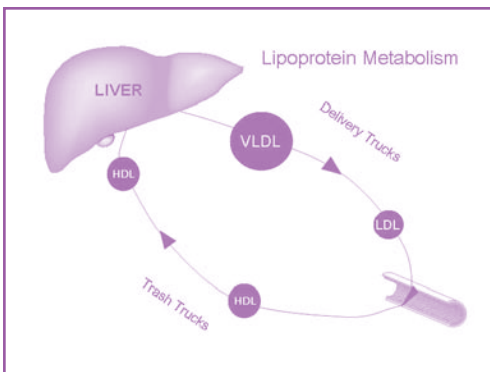 Lipoprotein Metabolism
LIVER
Delivery Trucks
VLDL
HDL
LDL
HDL
Trash Trucks